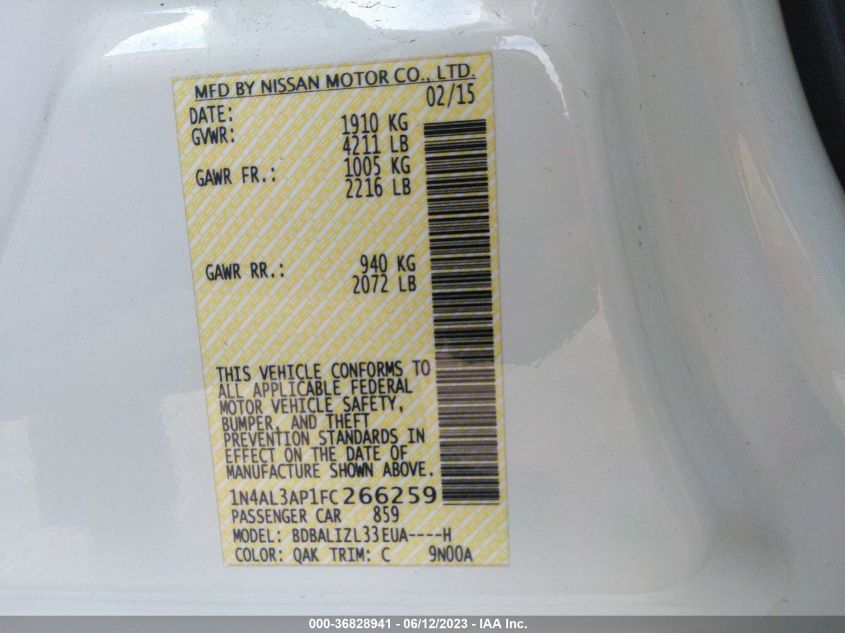 MFD BY NISSAN MOTOR CO., LTD.
DATE: 02/15
GVWR: 1910 KG
4211 LB
GAWR FR.: 1005 KG
2216 LB
GAWR RR.: 940 KG
2072 LB
THIS VEHICLE CONFORMS TO
ALL APPLICABLE FEDERAL
MOTOR VEHICLE SAFETY,
BUMPER, AND THEFT
PREVENTION STANDARDS IN
EFFECT ON THE DATE OF
MANUFACTURE SHOWN ABOVE.
1N4AL3AP1FC266259
PASSENGER CAR 859
MODEL: BDBALIZL33EUA----H
COLOR: QAK TRIM: C 9N00A
000-36828941 - 06/12/2023 - IAA Inc.